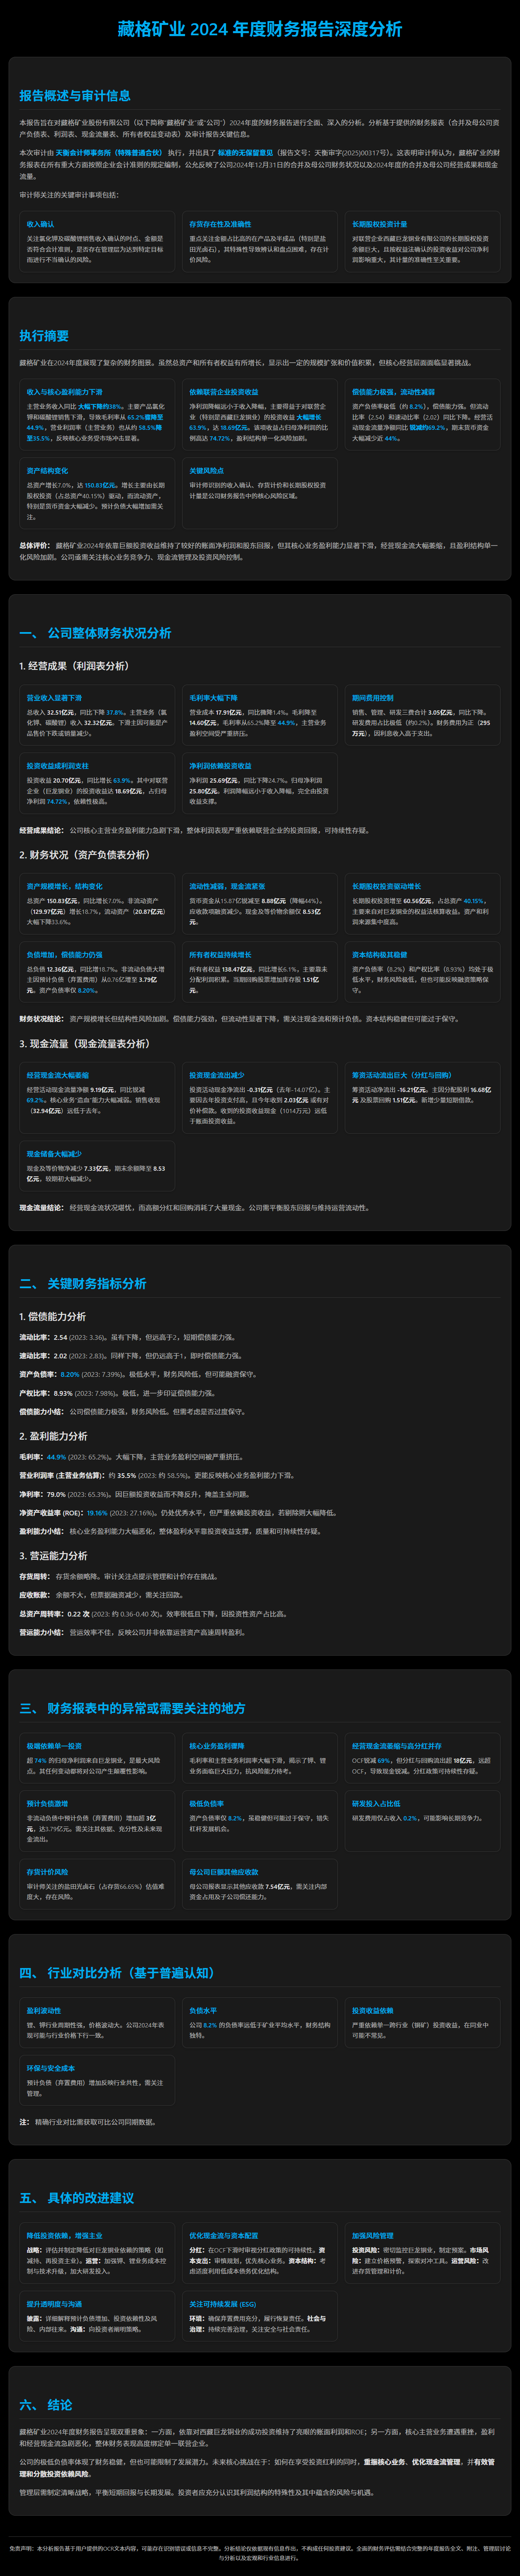 藏格矿业 2024 年度财务报告深度分析
报告概述与审计信息
本报告旨在对藏格矿业股份有限公司（以下简称“藏格矿业”或“公司”）2024年度的财务报告进行全面、深入的分析。分析基于提供的财务报表（合并及母公司资
产负债表、利润表、现金流量表、所有者权益变动表）及审计报告关键信息。
本次审计由 天衡会计师事务所（特殊普通合伙） 执行，并出具了 标准的无保留意见（报告文号：天衡审字(2025)00317号）。这表明审计师认为，藏格矿业的财
务报表在所有重大方面按照企业会计准则的规定编制，公允反映了公司2024年12月31日的合并及母公司财务状况以及2024年度的合并及母公司经营成果和现金
流量。
审计师关注的关键审计事项包括：
收入确认
关注氯化钾及碳酸锂销售收入确认的时点、金额是
否符合会计准则，是否存在管理层为达到特定目标
而进行不当确认的风险。
存货存在性及准确性
重点关注金额占比高的在产品及半成品（特别是盐
田光卤石），其特殊性导致辨认和盘点困难，存在计
价风险。
长期股权投资计量
对联营企业西藏巨龙铜业有限公司的长期股权投资
余额巨大，且按权益法确认的投资收益对公司净利
润影响重大，其计量的准确性至关重要。
执行摘要
藏格矿业在2024年度展现了复杂的财务图景。虽然总资产和所有者权益有所增长，显示出一定的规模扩张和价值积累，但核心经营层面面临显著挑战。
收入与核心盈利能力下滑
主营业务收入同比 大幅下降约38%。主要产品氯化
钾和碳酸锂销售下滑，导致毛利率从 65.2%骤降至
44.9%，营业利润率（主营业务）也从约 58.5%降
至35.5%，反映核心业务受市场冲击显著。
依赖联营企业投资收益
净利润降幅远小于收入降幅，主要得益于对联营企
业（特别是西藏巨龙铜业）的投资收益 大幅增长
63.9%，达 18.69亿元。该项收益占归母净利润的比
例高达 74.72%，盈利结构单一化风险加剧。
偿债能力极强，流动性减弱
资产负债率极低（约 8.2%），偿债能力强。但流动
比率（2.54）和速动比率（2.02）同比下降。经营活
动现金流量净额同比 锐减约69.2%，期末货币资金
大幅减少近 44%。
资产结构变化
总资产增长7.0%，达 150.83亿元。增长主要由长期
股权投资（占总资产40.15%）驱动，而流动资产，
特别是货币资金大幅减少。预计负债大幅增加需关
注。
关键风险点
审计师识别的收入确认、存货计价和长期股权投资
计量是公司财务报告中的核心风险区域。
总体评价： 藏格矿业2024年依靠巨额投资收益维持了较好的账面净利润和股东回报，但其核心业务盈利能力显著下滑，经营现金流大幅萎缩，且盈利结构单一
化风险加剧。公司亟需关注核心业务竞争力、现金流管理及投资风险控制。
一、 公司整体财务状况分析
1. 经营成果（利润表分析）
营业收入显著下滑
总收入 32.51亿元，同比下降 37.8%。主营业务（氯
化钾、碳酸锂）收入 32.32亿元。下滑主因可能是产
品售价下跌或销量减少。
毛利率大幅下降
营业成本 17.91亿元，同比微降1.4%。毛利降至
14.60亿元，毛利率从65.2%降至 44.9%，主营业务
盈利空间受严重挤压。
期间费用控制
销售、管理、研发三费合计 3.05亿元，同比下降。
研发费用占比极低（约0.2%）。财务费用为正（295
万元），因利息收入高于支出。
投资收益成利润支柱
投资收益 20.70亿元，同比增长 63.9%。其中对联营
企业（巨龙铜业）的投资收益达 18.69亿元，占归母
净利润 74.72%，依赖性极高。
净利润依赖投资收益
净利润 25.69亿元，同比下降24.7%。归母净利润
25.80亿元。利润降幅远小于收入降幅，完全由投资
收益支撑。
经营成果结论： 公司核心主营业务盈利能力急剧下滑，整体利润表现严重依赖联营企业的投资回报，可持续性存疑。
2. 财务状况（资产负债表分析）
资产规模增长，结构变化
总资产 150.83亿元，同比增长7.0%。非流动资产
（129.97亿元）增长18.7%，流动资产（20.87亿元）
大幅下降33.6%。
流动性减弱，现金流紧张
货币资金从15.87亿锐减至 8.88亿元（降幅44%）。
应收款项融资减少。现金及等价物余额仅 8.53亿
元。
长期股权投资驱动增长
长期股权投资增至 60.56亿元，占总资产 40.15%，
主要来自对巨龙铜业的权益法核算收益。资产和利
润来源集中度高。
负债增加，偿债能力仍强
总负债 12.36亿元，同比增18.7%。非流动负债大增
主因预计负债（弃置费用）从0.76亿增至 3.79亿
元。资产负债率仅 8.20%。
所有者权益持续增长
所有者权益 138.47亿元，同比增长6.1%，主要靠未
分配利润积累。当期回购股票增加库存股 1.51亿
元。
资本结构极其稳健
资产负债率（8.2%）和产权比率（8.93%）均处于极
低水平，财务风险极低，但也可能反映融资策略保
守。
财务状况结论： 资产规模增长但结构性风险加剧。偿债能力强劲，但流动性显著下降，需关注现金流和预计负债。资本结构稳健但可能过于保守。
3. 现金流量（现金流量表分析）
经营现金流大幅萎缩
经营活动现金流量净额 9.19亿元，同比锐减
69.2%。核心业务“造血”能力大幅减弱。销售收现
（32.94亿元）远低于去年。
投资现金流出减少
投资活动现金净流出 -0.31亿元（去年-14.07亿）。主
要因去年投资支付高，且今年收到 2.03亿元 或有对
价补偿款。收到的投资收益现金（1014万元）远低
于账面投资收益。
筹资活动流出巨大（分红与回购）
筹资活动净流出 -16.21亿元。主因分配股利 16.68亿
元 及股票回购 1.51亿元。新增少量短期借款。
现金储备大幅减少
现金及等价物净减少 7.33亿元，期末余额降至 8.53
亿元，较期初大幅减少。
现金流量结论： 经营现金流状况堪忧，而高额分红和回购消耗了大量现金。公司需平衡股东回报与维持运营流动性。
二、 关键财务指标分析
1. 偿债能力分析
流动比率：2.54 (2023: 3.36)。虽有下降，但远高于2，短期偿债能力强。
速动比率：2.02 (2023: 2.83)。同样下降，但仍远高于1，即时偿债能力强。
资产负债率：8.20% (2023: 7.39%)。极低水平，财务风险低，但可能融资保守。
产权比率：8.93% (2023: 7.98%)。极低，进一步印证偿债能力强。
偿债能力小结： 公司偿债能力极强，财务风险低。但需考虑是否过度保守。
2. 盈利能力分析
毛利率：44.9% (2023: 65.2%)。大幅下降，主营业务盈利空间被严重挤压。
营业利润率 (主营业务估算)：约 35.5% (2023: 约 58.5%)。更能反映核心业务盈利能力下滑。
净利率：79.0% (2023: 65.3%)。因巨额投资收益而不降反升，掩盖主业问题。
净资产收益率 (ROE)：19.16% (2023: 27.16%)。仍处优秀水平，但严重依赖投资收益，若剔除则大幅降低。
盈利能力小结： 核心业务盈利能力大幅恶化，整体盈利水平靠投资收益支撑，质量和可持续性存疑。
3. 营运能力分析
存货周转： 存货余额略降。审计关注点提示管理和计价存在挑战。
应收账款： 余额不大，但票据融资减少，需关注回款。
总资产周转率：0.22 次 (2023: 约 0.36-0.40 次)。效率很低且下降，因投资性资产占比高。
营运能力小结： 营运效率不佳，反映公司并非依靠运营资产高速周转盈利。
三、 财务报表中的异常或需要关注的地方
极端依赖单一投资
超 74% 的归母净利润来自巨龙铜业，是最大风险
点。其任何变动都将对公司产生颠覆性影响。
核心业务盈利骤降
毛利率和主营业务利润率大幅下滑，揭示了钾、锂
业务面临巨大压力，抗风险能力待考。
经营现金流萎缩与高分红并存
OCF锐减 69%，但分红与回购流出超 18亿元，远超
OCF，导致现金锐减。分红政策可持续性存疑。
预计负债激增
非流动负债中预计负债（弃置费用）增加超 3亿
元，达3.79亿元。需关注其依据、充分性及未来现
金流出。
极低负债率
资产负债率仅 8.2%，虽稳健但可能过于保守，错失
杠杆发展机会。
研发投入占比低
研发费用仅占收入 0.2%，可能影响长期竞争力。
存货计价风险
审计师关注的盐田光卤石（占存货66.65%）估值难
度大，存在风险。
母公司巨额其他应收款
母公司报表显示其他应收款 7.54亿元，需关注内部
资金占用及子公司偿还能力。
四、 行业对比分析（基于普遍认知）
盈利波动性
锂、钾行业周期性强，价格波动大。公司2024年表
现可能与行业价格下行一致。
负债水平
公司 8.2% 的负债率远低于矿业平均水平，财务结构
独特。
投资收益依赖
严重依赖单一跨行业（铜矿）投资收益，在同业中
可能不常见。
环保与安全成本
预计负债（弃置费用）增加反映行业共性，需关注
管理。
注： 精确行业对比需获取可比公司同期数据。
五、 具体的改进建议
降低投资依赖，增强主业
战略： 评估并制定降低对巨龙铜业依赖的策略（如
减持、再投资主业）。运营： 加强钾、锂业务成本控
制与技术升级，加大研发投入。
优化现金流与资本配置
分红： 在OCF下滑时审视分红政策的可持续性。资
本支出： 审慎规划，优先核心业务。资本结构： 考
虑适度利用低成本债务优化结构。
加强风险管理
投资风险： 密切监控巨龙铜业，制定预案。市场风
险： 建立价格预警，探索对冲工具。运营风险： 改
进存货管理和计价。
提升透明度与沟通
披露： 详细解释预计负债增加、投资依赖性及风
险、内部往来。沟通： 向投资者阐明策略。
关注可持续发展 (ESG)
环境： 确保弃置费用充分，履行恢复责任。社会与
治理： 持续完善治理，关注安全与社会责任。
六、 结论
藏格矿业2024年度财务报告呈现双重景象：一方面，依靠对西藏巨龙铜业的成功投资维持了亮眼的账面利润和ROE；另一方面，核心主营业务遭遇重挫，盈利
和经营现金流急剧恶化，整体财务表现高度绑定单一联营企业。
公司的极低负债率体现了财务稳健，但也可能限制了发展潜力。未来核心挑战在于：如何在享受投资红利的同时，重振核心业务、优化现金流管理，并有效管
理和分散投资依赖风险。
管理层需制定清晰战略，平衡短期回报与长期发展。投资者应充分认识其利润结构的特殊性及其中蕴含的风险与机遇。
免责声明：本分析报告基于用户提供的OCR文本内容，可能存在识别错误或信息不完整。分析结论仅依据现有信息作出，不构成任何投资建议。全面的财务评估需结合完整的年度报告全文、附注、管理层讨论
与分析以及宏观和行业信息进行。